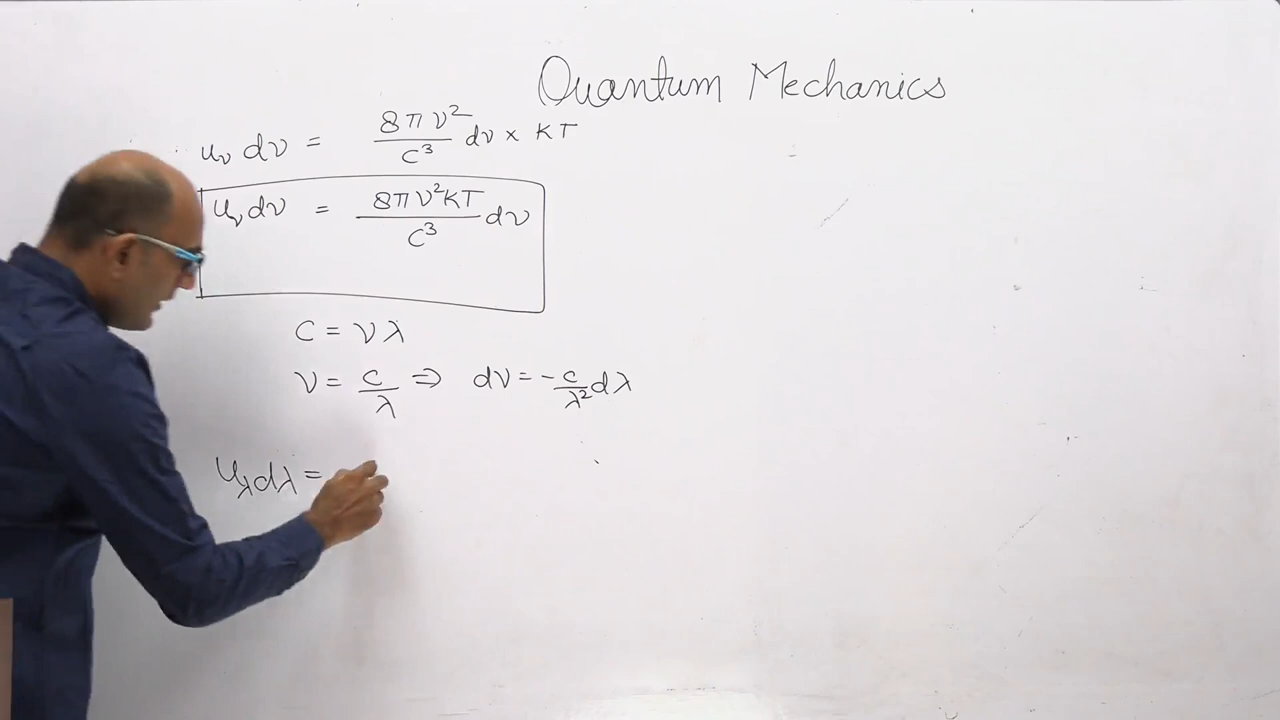 Quantum Mechanics
uν dν = 8πν²/c³ dν × KT
uν dν = 8πν²KT/c³ dν
c = νλ
ν = c/λ ⇒ dν = -c/λ² dλ
uλ dλ =